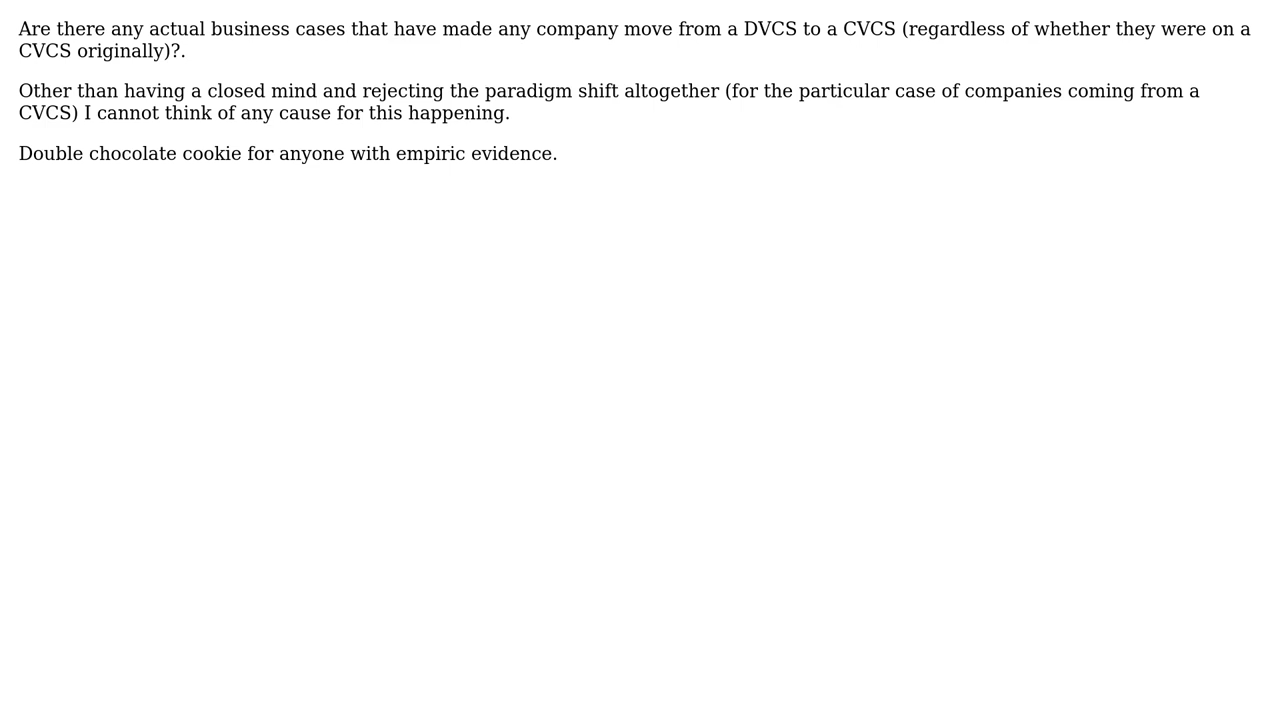 Are there any actual business cases that have made any company move from a DVCS to a CVCS (regardless of whether they were on a
CVCS originally)?.
Other than having a closed mind and rejecting the paradigm shift altogether (for the particular case of companies coming from a
CVCS) I cannot think of any cause for this happening.
Double chocolate cookie for anyone with empiric evidence.